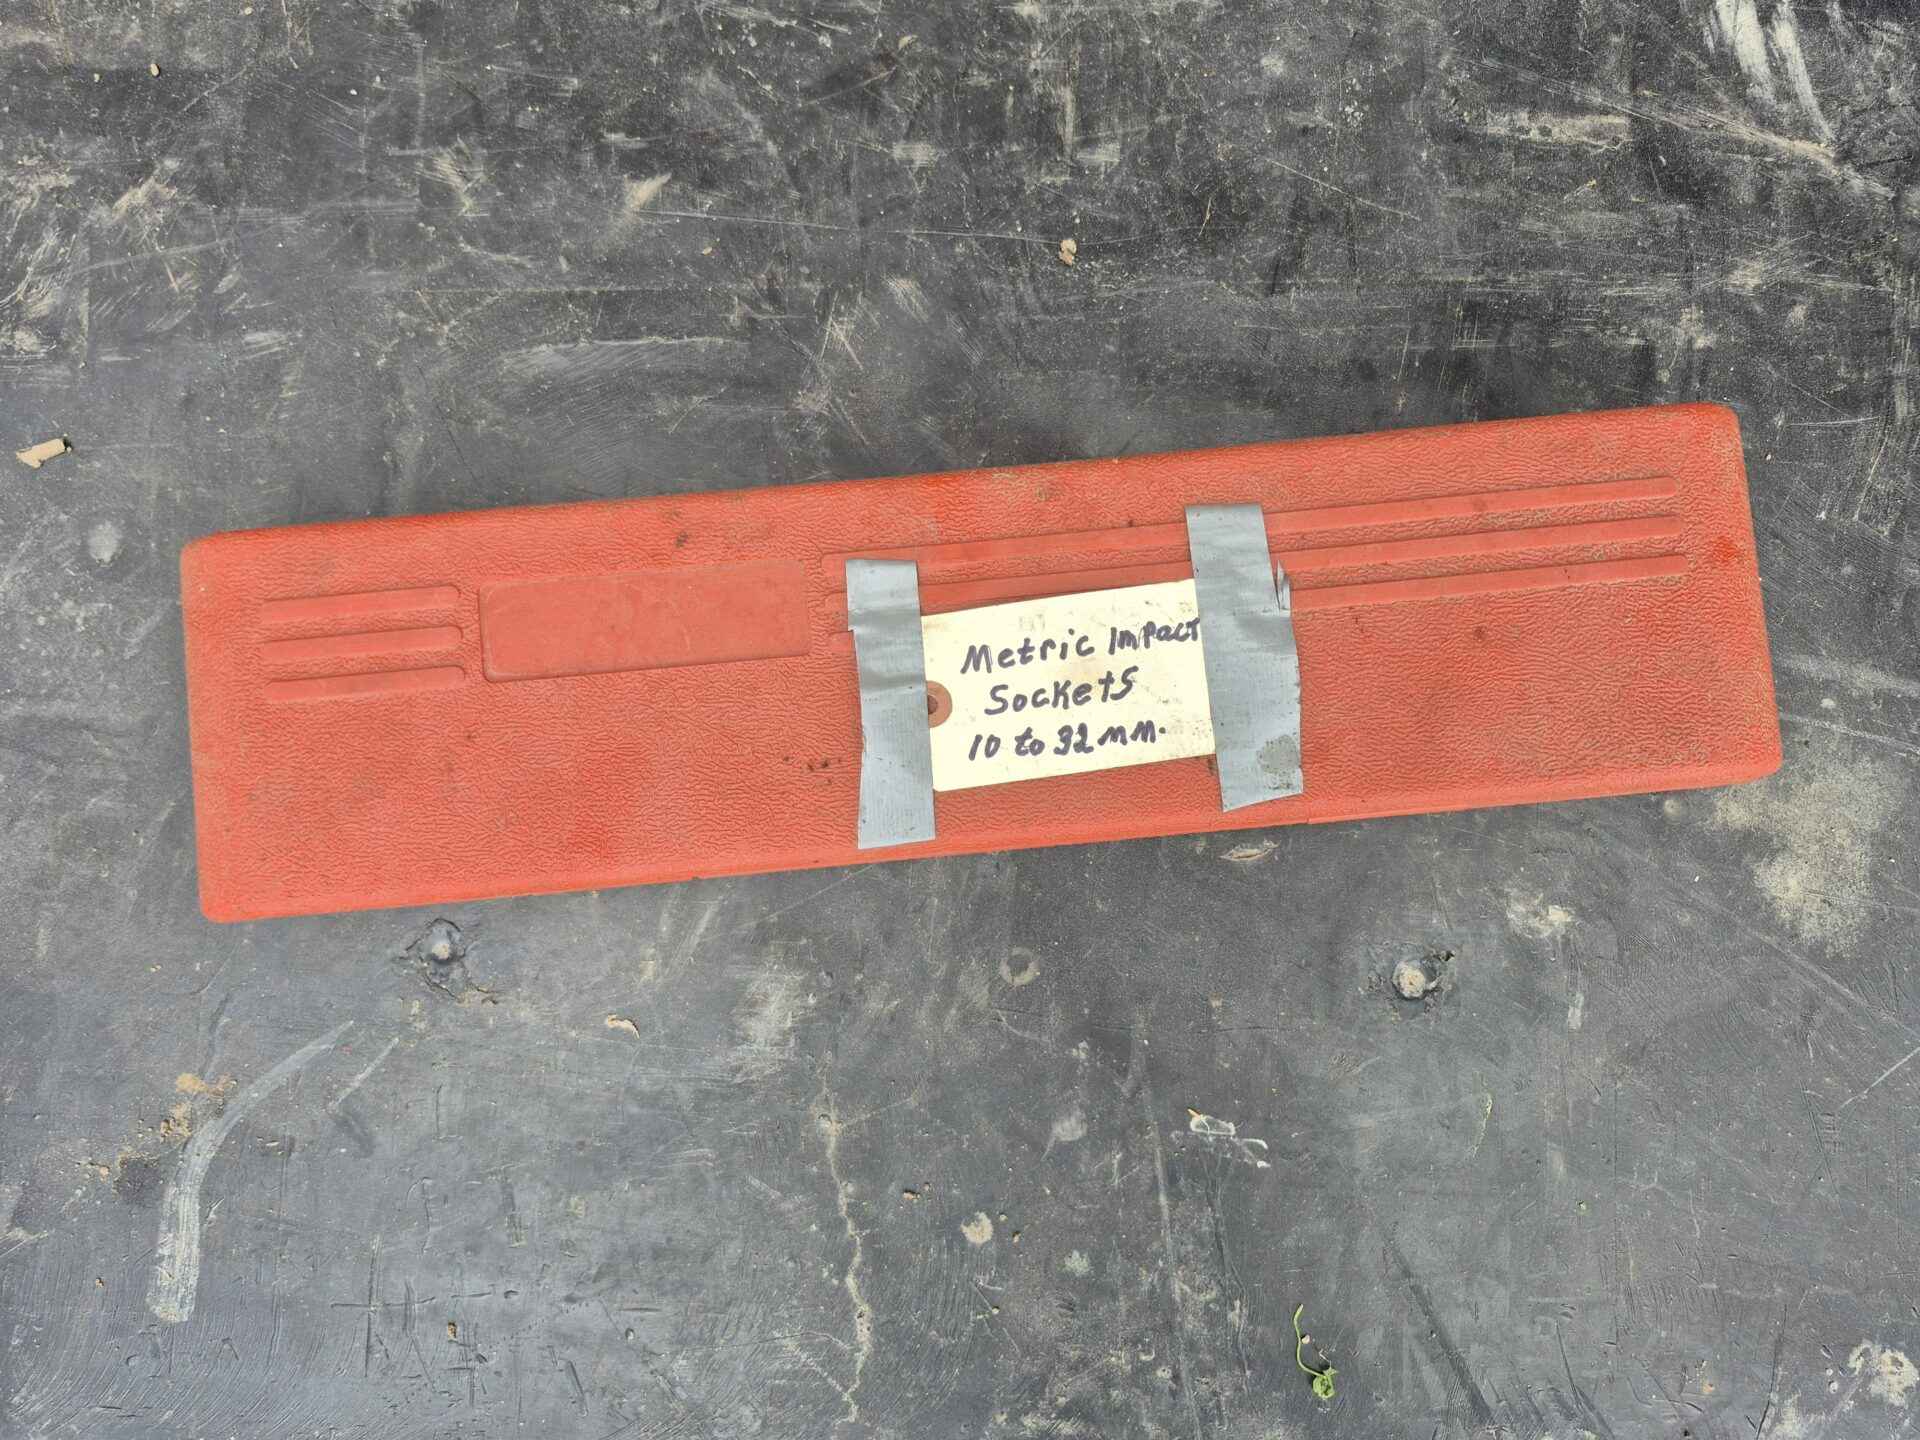 Metric Impact
Sockets
10 to 32 mm.